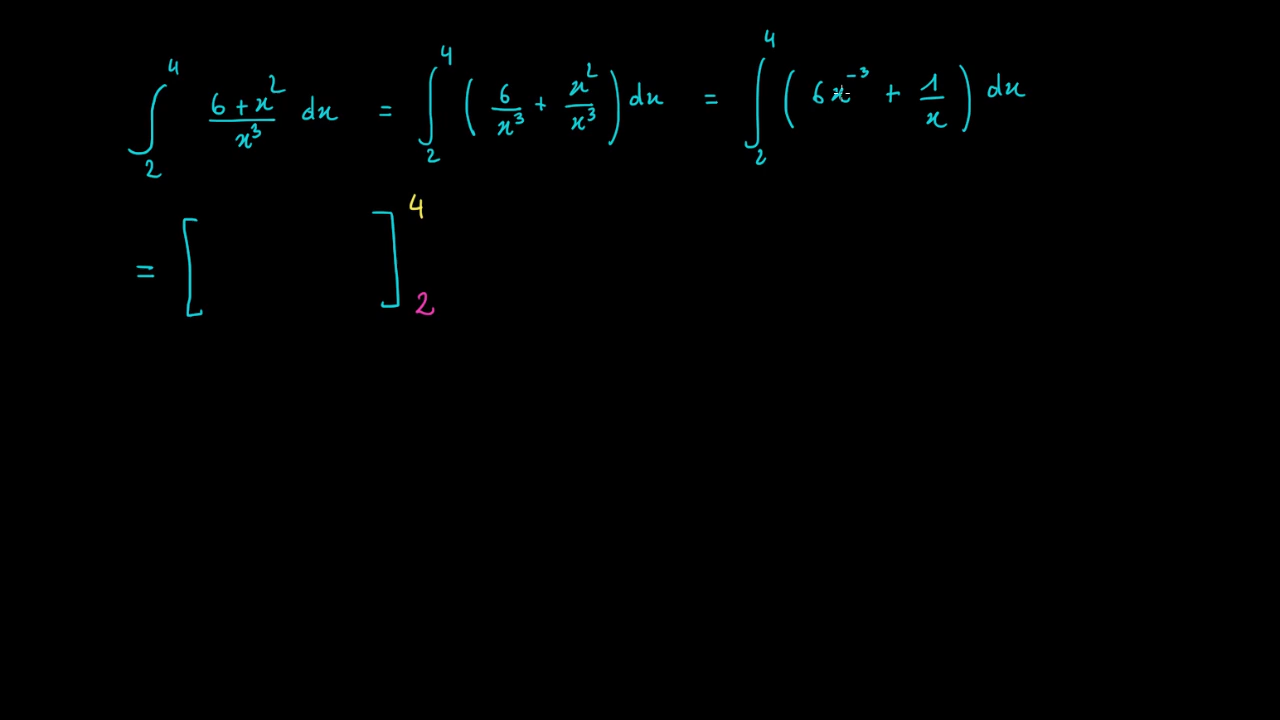 ∫₂⁴ (6 + x²)/x³ dx = ∫₂⁴ (6/x³ + x²/x³) dx = ∫₂⁴ (6x⁻³ + 1/x) dx
= [ ]₂⁴